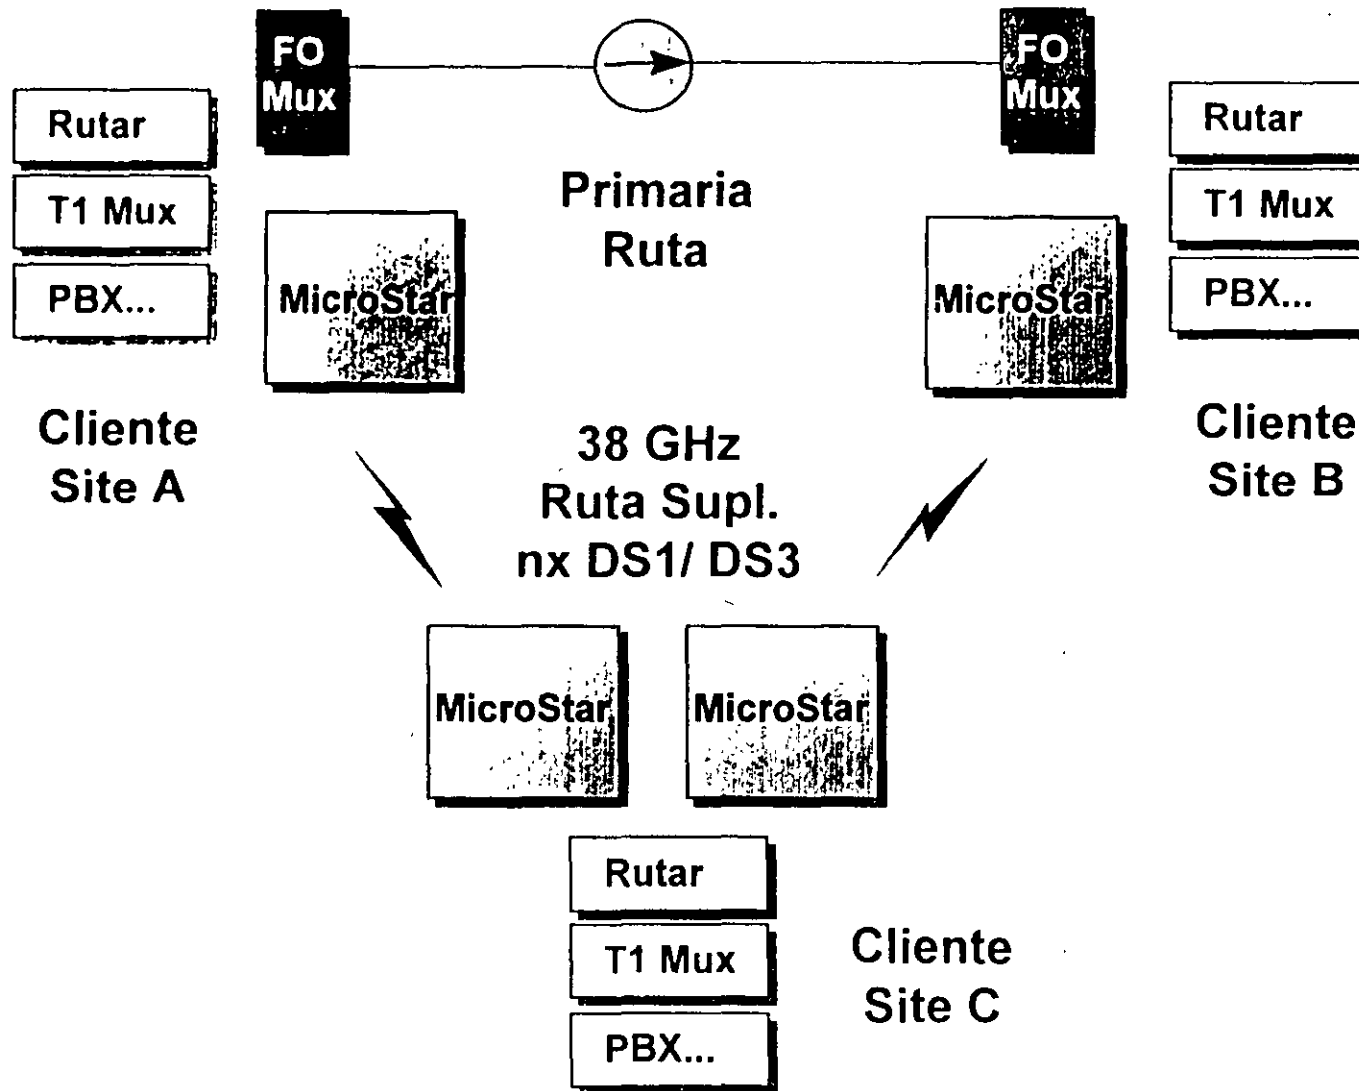 FO
Mux
FO
Mux
Rutar
T1 Mux
PBX...
Rutar
T1 Mux
PBX...
Primaria
Ruta
MicroStar
MicroStar
Cliente
Site A
Cliente
Site B
38 GHz
Ruta Supl.
nx DS1/ DS3
MicroStar
MicroStar
Rutar
T1 Mux
PBX...
Cliente
Site C